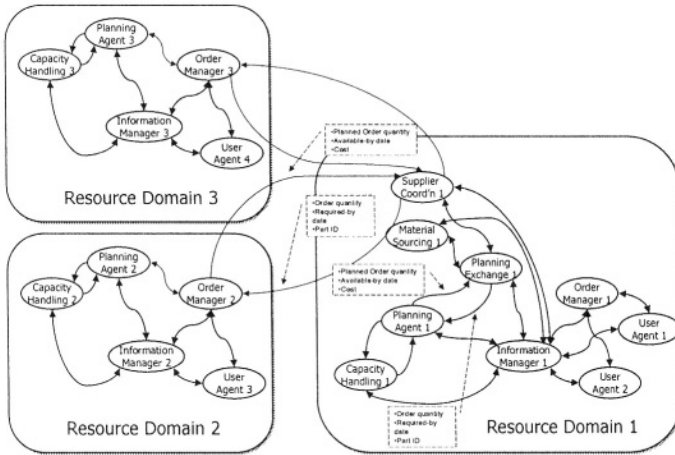 Planning
Agent 3
Capacity
Handling 3
Order
Manager 3
Information
Manager 3
User
Agent 4
Resource Domain 3
•Planned Order quantity
•Available-by date
•Cost
•Order quantity
•Required-by
date
•Part ID
Planning
Agent 2
Capacity
Handling 2
Order
Manager 2
Information
Manager 2
User
Agent 3
Resource Domain 2
Supplier
Coord'n 1
Material
Sourcing 1
Planning
Exchange 1
•Planned Order quantity
•Available-by date
•Cost
Order
Manager 1
User
Agent 1
Planning
Agent 1
Information
Manager 1
Capacity
Handling 1
User
Agent 2
•Order quantity
•Required-by
date
•Part ID
Resource Domain 1